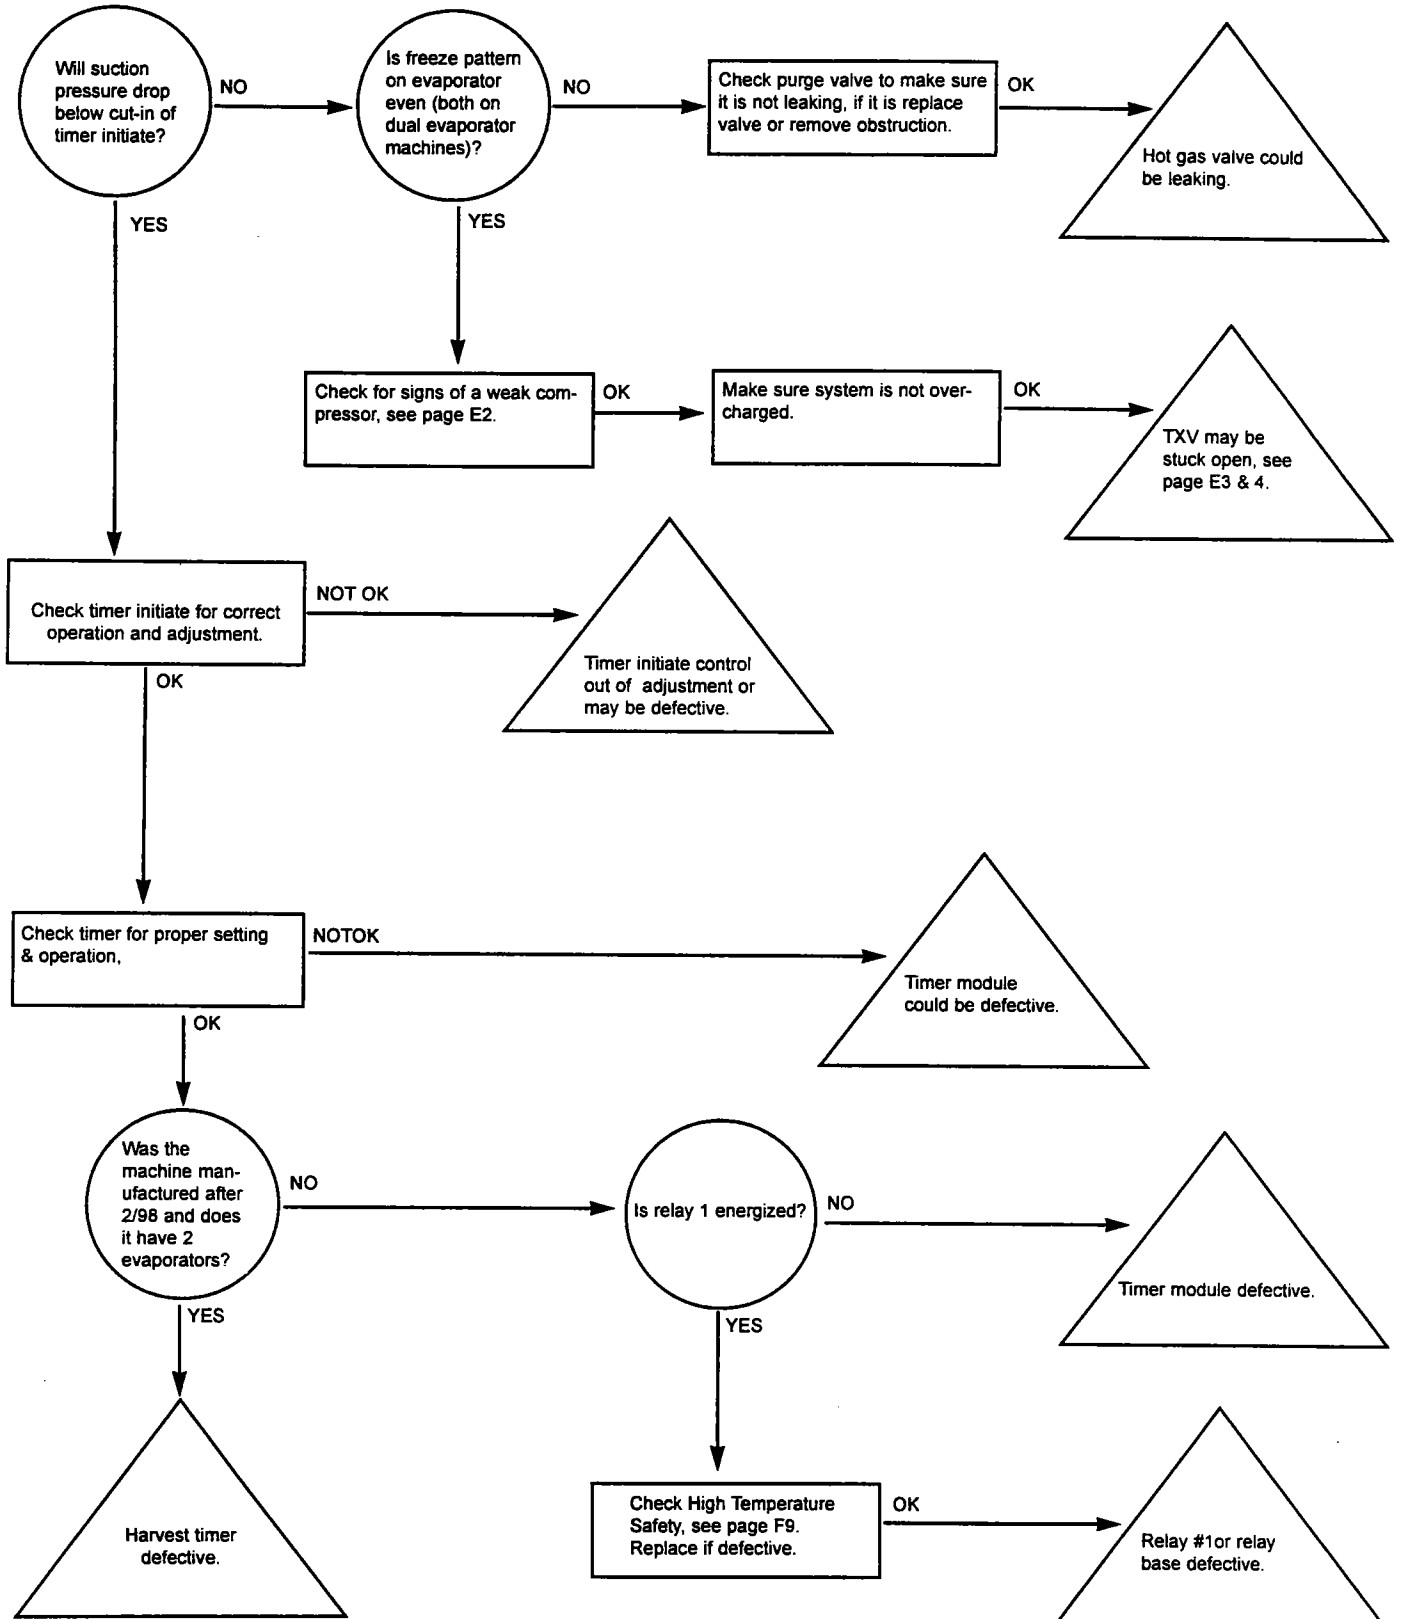 Will suction
pressure drop
below cut-in of
timer initiate?
NO
Is freeze pattern
on evaporator
even (both on
dual evaporator
machines)?
NO
Check purge valve to make sure
it is not leaking, if it is replace
valve or remove obstruction.
OK
Hot gas valve could
be leaking.
YES
YES
Check for signs of a weak com-
pressor, see page E2.
OK
Make sure system is not over-
charged.
OK
TXV may be
stuck open, see
page E3 & 4.
Check timer initiate for correct
operation and adjustment.
NOT OK
Timer initiate control
out of adjustment or
may be defective.
OK
Check timer for proper setting
& operation,
NOTOK
Timer module
could be defective.
OK
Was the
machine man-
ufactured after
2/98 and does
it have 2
evaporators?
NO
Is relay 1 energized?
NO
Timer module defective.
YES
YES
Harvest timer
defective.
Check High Temperature
Safety, see page F9.
Replace if defective.
OK
Relay #1or relay
base defective.